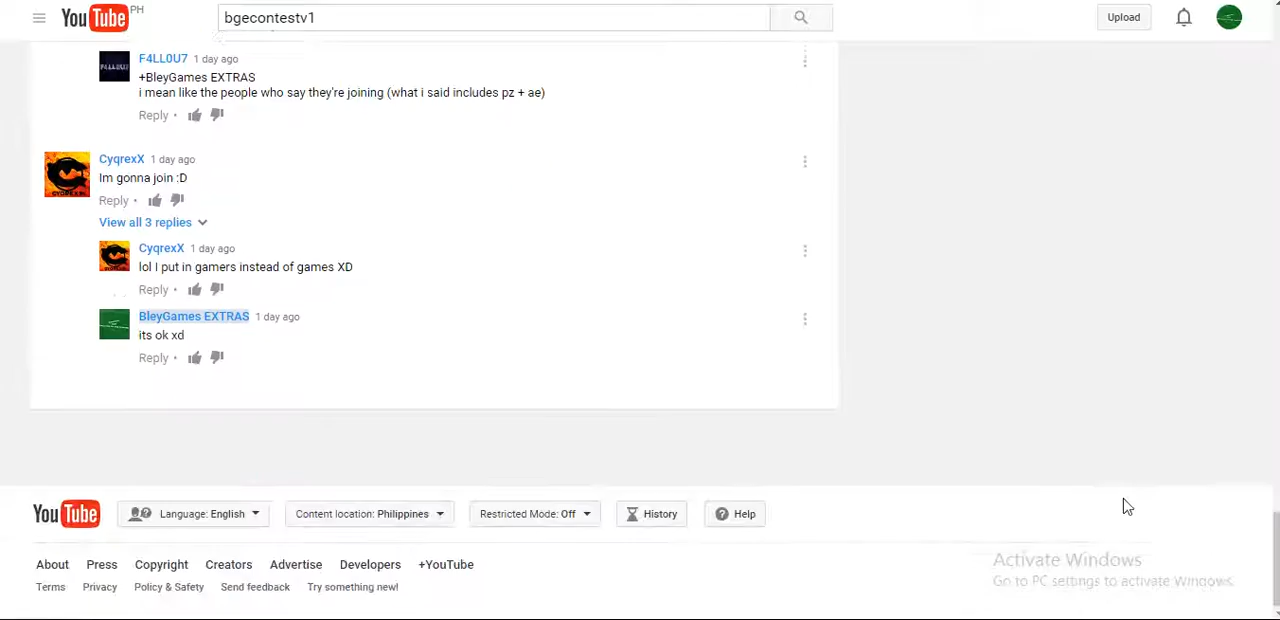 YouTube PH
bgecontestv1
Upload
F4LL0U7 1 day ago
+BleyGames EXTRAS
i mean like the people who say they're joining (what i said includes pz + ae)
Reply •
CyqrexX 1 day ago
Im gonna join :D
Reply •
View all 3 replies
CyqrexX 1 day ago
lol I put in gamers instead of games XD
Reply •
BleyGames EXTRAS 1 day ago
its ok xd
Reply •
YouTube Language: English Content location: Philippines Restricted Mode: Off History Help
About Press Copyright Creators Advertise Developers +YouTube
Terms Privacy Policy & Safety Send feedback Try something new!
Activate Windows
Go to PC settings to activate Windows.